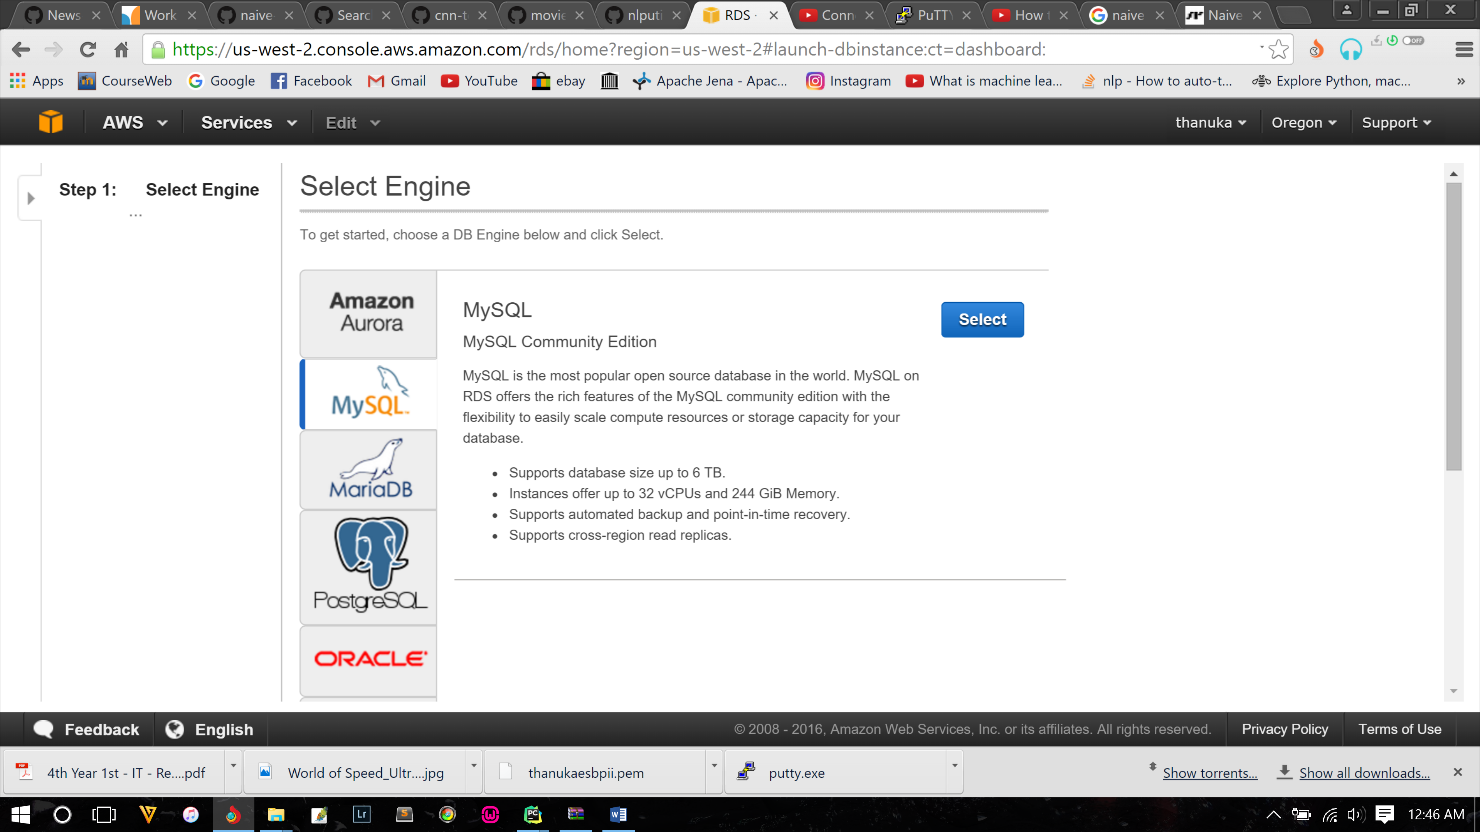 News
Work
naive
Searc
cnn-t
movie
nlputi
RDS ·
Conn
PuTTY
How t
naive
Naive
https://us-west-2.console.aws.amazon.com/rds/home?region=us-west-2#launch-dbinstance:ct=dashboard:
Apps
CourseWeb
Google
Facebook
Gmail
YouTube
ebay
Apache Jena - Apac...
Instagram
What is machine lea...
nlp - How to auto-t...
Explore Python, mac...
»
AWS
Services
Edit
thanuka
Oregon
Support
Step 1: Select Engine
...
Select Engine
To get started, choose a DB Engine below and click Select.
Amazon
Aurora
MySQL
MariaDB
PostgreSQL
ORACLE
MySQL
Select
MySQL Community Edition
MySQL is the most popular open source database in the world. MySQL on
RDS offers the rich features of the MySQL community edition with the
flexibility to easily scale compute resources or storage capacity for your
database.
• Supports database size up to 6 TB.
• Instances offer up to 32 vCPUs and 244 GiB Memory.
• Supports automated backup and point-in-time recovery.
• Supports cross-region read replicas.
Feedback
English
© 2008 - 2016, Amazon Web Services, Inc. or its affiliates. All rights reserved.
Privacy Policy
Terms of Use
4th Year 1st - IT - Re....pdf
World of Speed_Ultr....jpg
thanukaesbpii.pem
putty.exe
Show torrents...
Show all downloads...
Lr
PC
W
12:46 AM